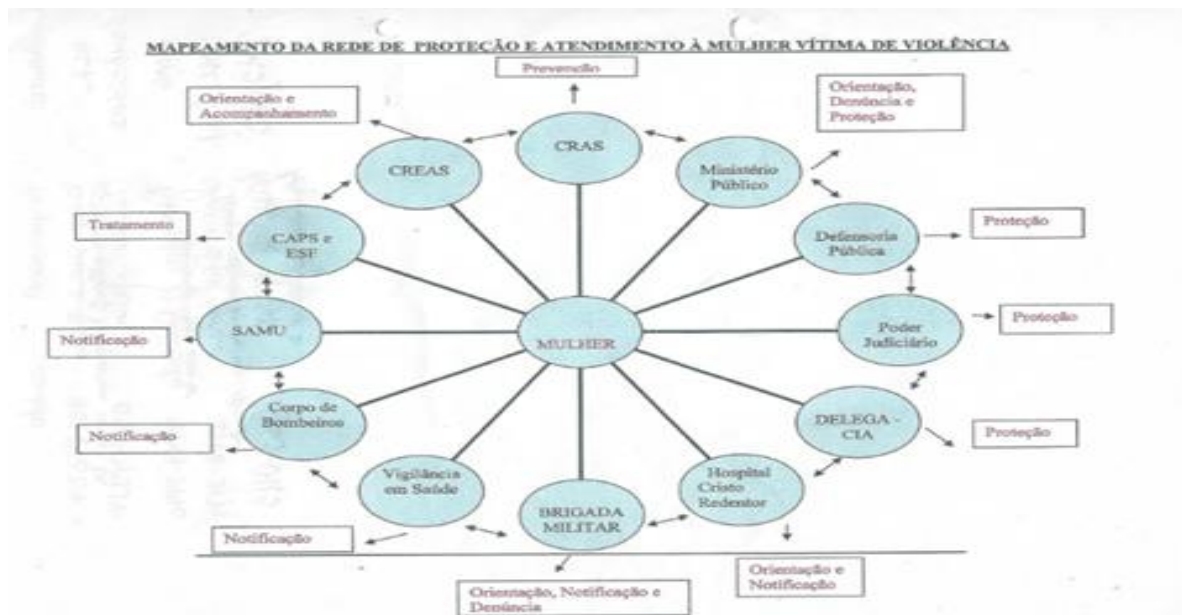 MAPEAMENTO DA REDE DE PROTEÇÃO E ATENDIMENTO À MULHER VÍTIMA DE VIOLÊNCIA
Prevenção
Orientação e
Acompanhamento
Orientação,
Denúncia e
Proteção
CRAS
CREAS
Ministério
Público
Tratamento
CAPS e
ESF
Defensoria
Pública
Proteção
Notificação
SAMU
MULHER
Poder
Judiciário
Proteção
Notificação
Corpo de
Bombeiros
DELEGA -
CIA
Proteção
Vigilância
em Saúde
BRIGADA
MILITAR
Hospital
Cristo
Redentor
Notificação
Orientação, Notificação e
Denúncia
Orientação e
Notificação